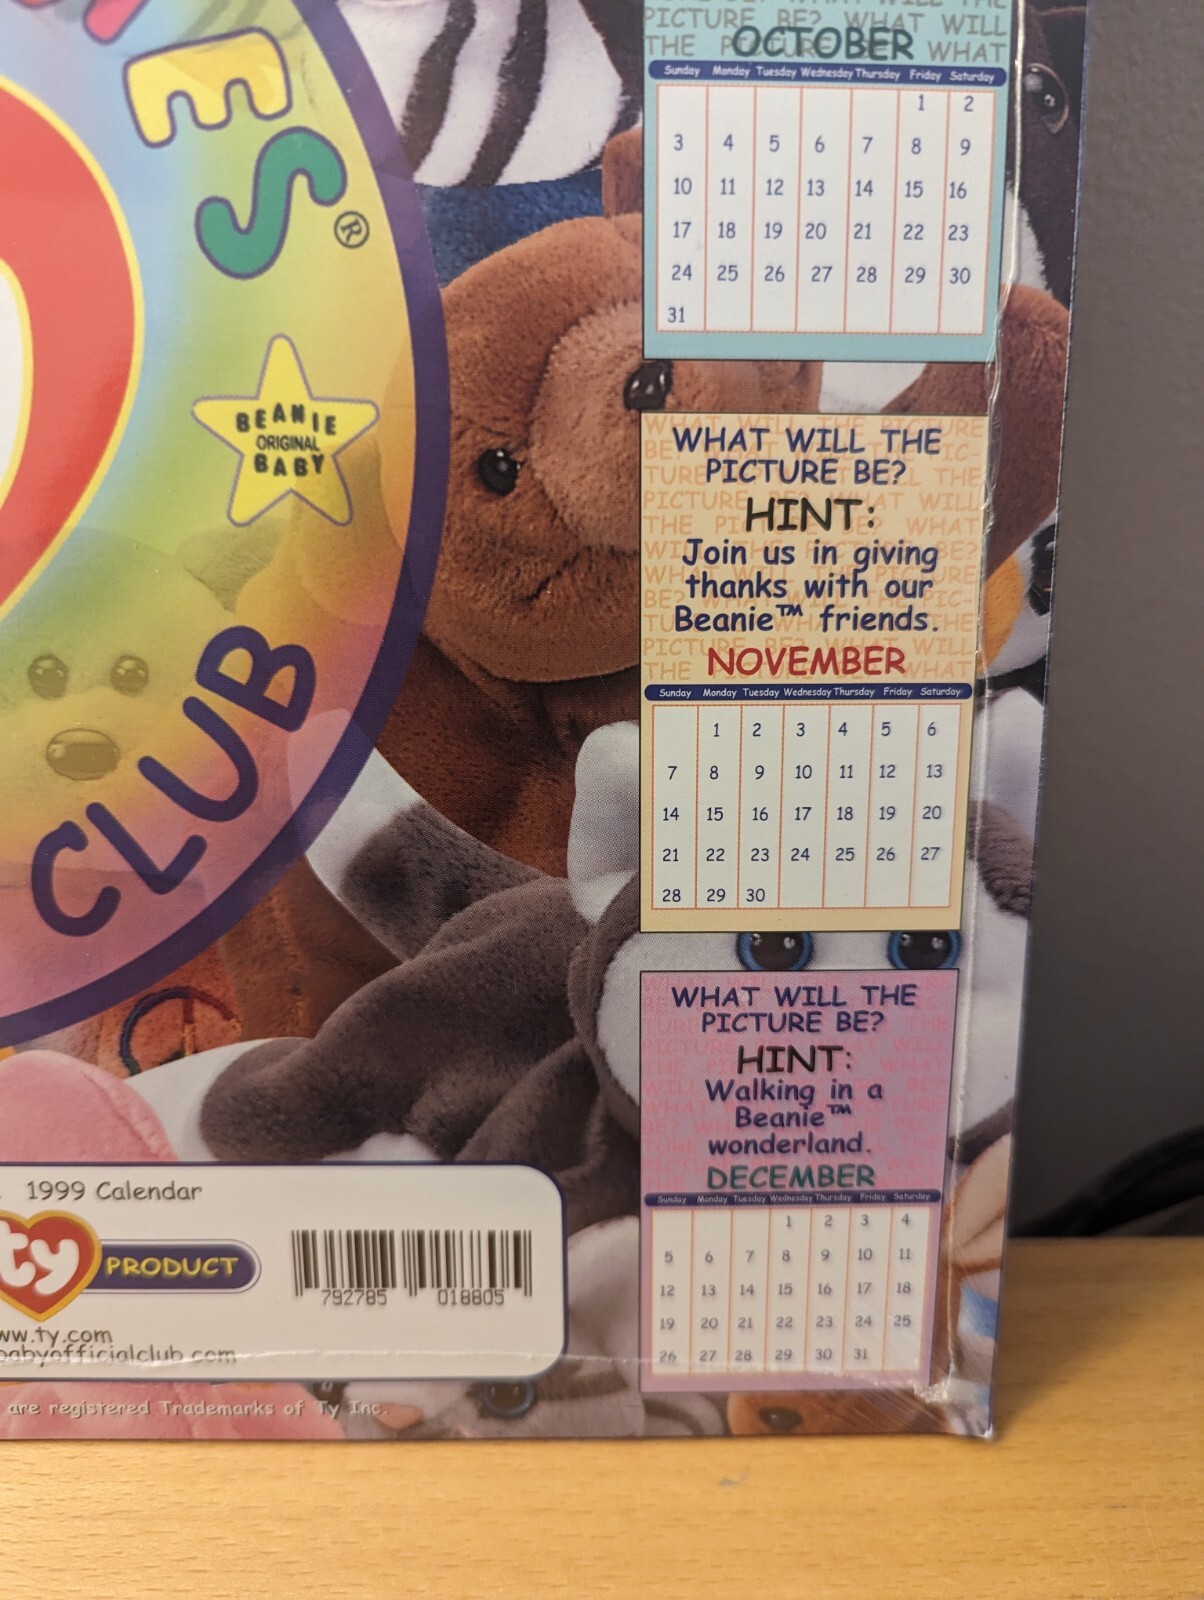 ES®
BEANIE
ORIGINAL
BABY
CLUB
1999 Calendar
ty PRODUCT
792785 018805
ww.ty.com
babyofficialclub.com
are registered Trademarks of Ty Inc.
PICTURE BE? WHAT WILL
THE PICTURE BE? WHAT
OCTOBER
Sunday Monday Tuesday Wednesday Thursday Friday Saturday
1 2
3 4 5 6 7 8 9
10 11 12 13 14 15 16
17 18 19 20 21 22 23
24 25 26 27 28 29 30
31
WHAT WILL THE
PICTURE BE?
HINT:
Join us in giving
thanks with our
Beanie™ friends.
NOVEMBER
Sunday Monday Tuesday Wednesday Thursday Friday Saturday
1 2 3 4 5 6
7 8 9 10 11 12 13
14 15 16 17 18 19 20
21 22 23 24 25 26 27
28 29 30
WHAT WILL THE
PICTURE BE?
HINT:
Walking in a
Beanie™
wonderland.
DECEMBER
Sunday Monday Tuesday Wednesday Thursday Friday Saturday
1 2 3 4
5 6 7 8 9 10 11
12 13 14 15 16 17 18
19 20 21 22 23 24 25
26 27 28 29 30 31